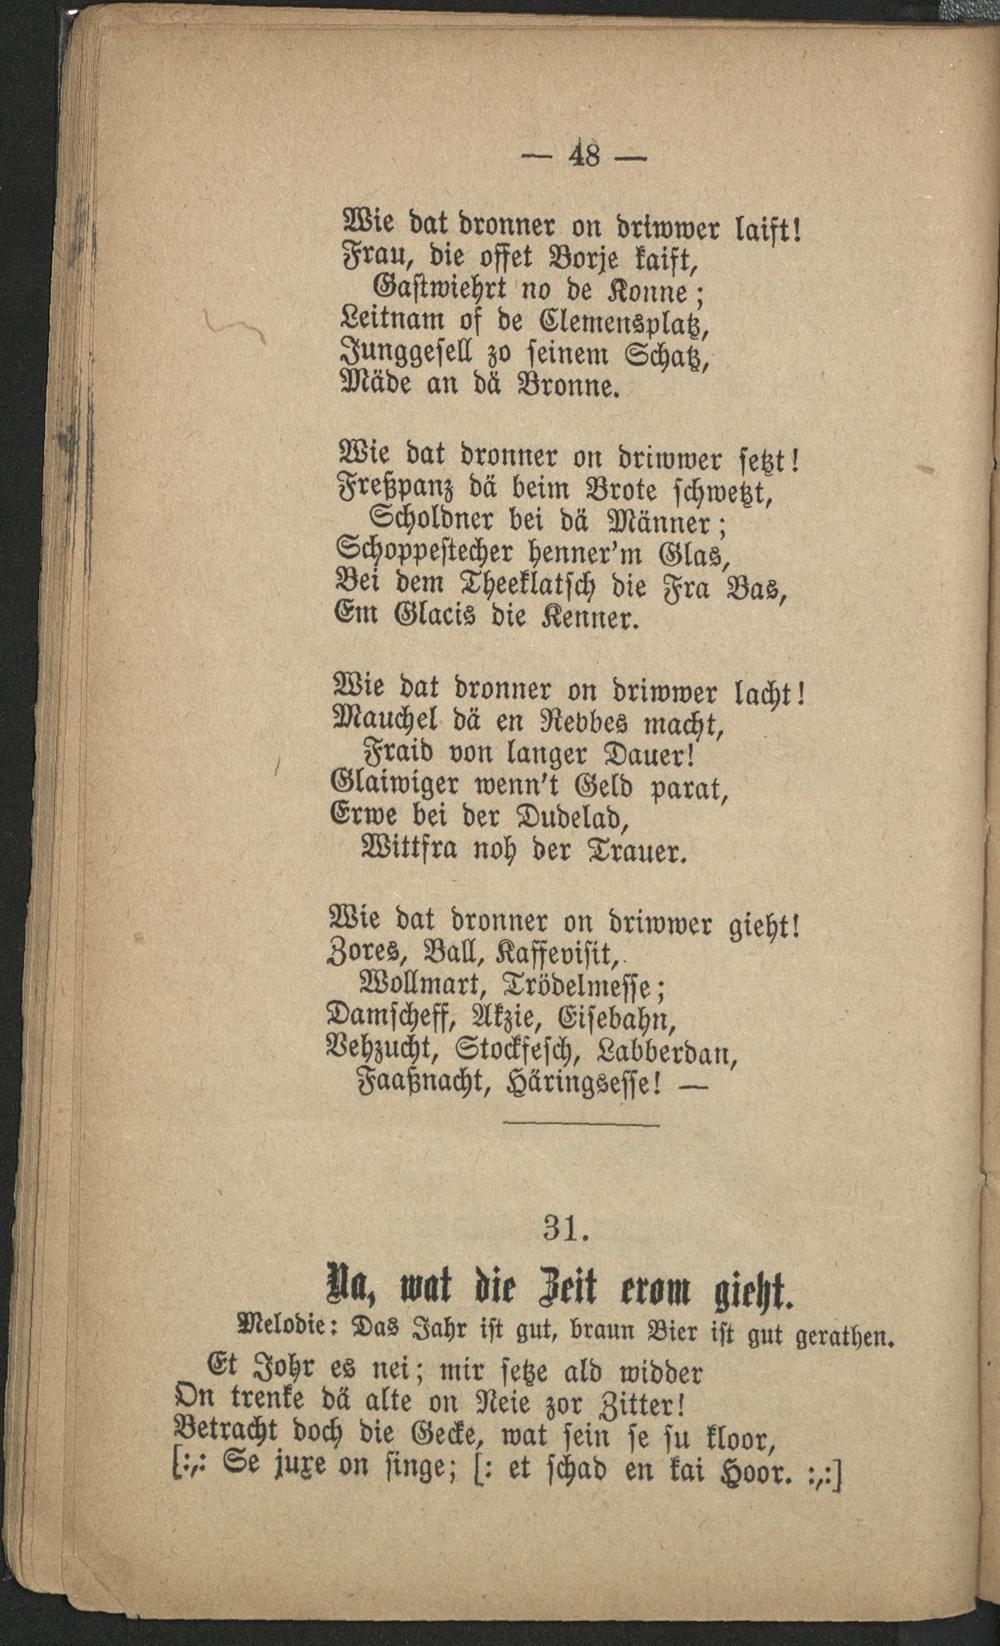 — 48 —
Wie dat dronner on driwwer laift!
Frau, die offet Borje kaift,
Gastwiehrt no de Konne;
Leitnam of de Clemensplatz,
Junggesell zo seinem Schatz,
Mäde an dä Bronne.
Wie dat dronner on driwwer setzt!
Freßpanz dä beim Brote schwetzt,
Scholdner bei dä Männer;
Schoppestecher henner'm Glas,
Bei dem Theeklatsch die Fra Bas,
Em Glacis die Kenner.
Wie dat dronner on driwwer lacht!
Mauchel dä en Rebbes macht,
Fraid von langer Dauer!
Glaiwiger wenn't Geld parat,
Erwe bei der Dudelad,
Wittfra noh der Trauer.
Wie dat dronner on driwwer gieht!
Zores, Ball, Kaffevisit,
Wollmart, Trödelmesse;
Damscheff, Akzie, Eisebahn,
Vehzucht, Stockfesch, Labberdan,
Faaßnacht, Häringsesse! —
31.
Na, wat die Zeit erom gieht.
Melodie: Das Jahr ist gut, braun Bier ist gut gerathen.
Et Johr es nei; mir setze ald widder
On trenke dä alte on Neie zor Zitter!
Betracht doch die Gecke, wat sein se su kloor,
[:,: Se juxe on singe; [: et schad en kai Hoor. :,:]